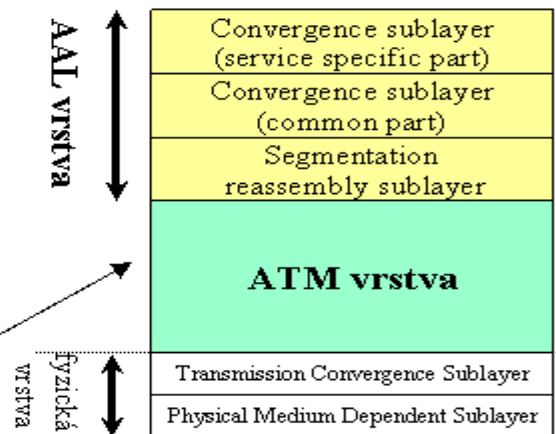 AAL vrstva
Convergence sublayer
(service specific part)
Convergence sublayer
(common part)
Segmentation
reassembly sublayer
ATM vrstva
fyzická
vrstva
Transmission Convergence Sublayer
Physical Medium Dependent Sublayer